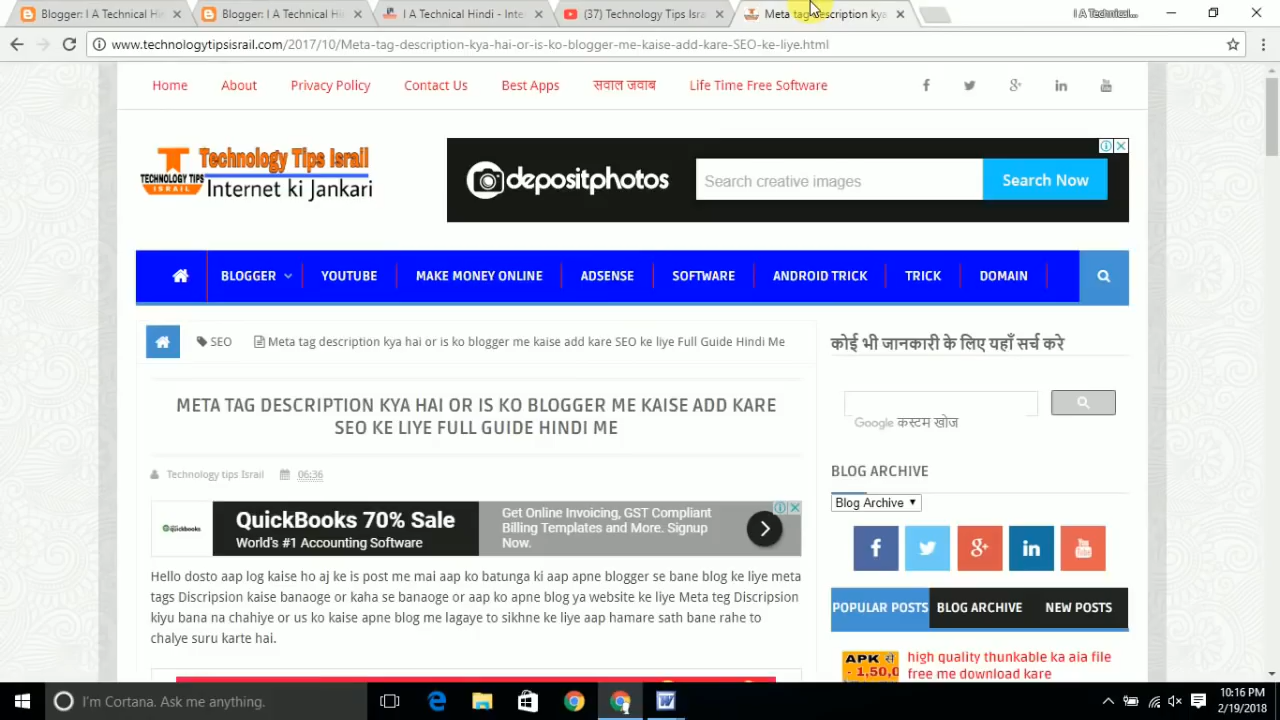 Blogger: I A Technical Hindi
Blogger: I A Technical Hindi
I A Technical Hindi - Inte
(37) Technology Tips Isra
Meta tag description kya
I A Technical...
www.technologytipsisrail.com/2017/10/Meta-tag-description-kya-hai-or-is-ko-blogger-me-kaise-add-kare-SEO-ke-liye.html
Home About Privacy Policy Contact Us Best Apps सवाल जवाब Life Time Free Software
Technology Tips Israil
TECHNOLOGY TIPS
ISRAIL
Internet ki Jankari
depositphotos
Search creative images
Search Now
BLOGGER YOUTUBE MAKE MONEY ONLINE ADSENSE SOFTWARE ANDROID TRICK TRICK DOMAIN
SEO Meta tag description kya hai or is ko blogger me kaise add kare SEO ke liye Full Guide Hindi Me
META TAG DESCRIPTION KYA HAI OR IS KO BLOGGER ME KAISE ADD KARE
SEO KE LIYE FULL GUIDE HINDI ME
Technology tips Israil 06:36
quickbooks
QuickBooks 70% Sale
World's #1 Accounting Software
Get Online Invoicing, GST Compliant
Billing Templates and More. Signup
Now.
Hello dosto aap log kaise ho aj ke is post me mai aap ko batunga ki aap apne blogger se bane blog ke liye meta
tags Discripsion kaise banaoge or kaha se banaoge or aap ko apne blog ya website ke liye Meta teg Discripsion
kiyu bana na chahiye or us ko kaise apne blog me lagaye to sikhne ke liye aap hamare sath bane rahe to
chalye suru karte hai.
कोई भी जानकारी के लिए यहाँ सर्च करे
Google कस्टम खोज
BLOG ARCHIVE
Blog Archive
POPULAR POSTS BLOG ARCHIVE NEW POSTS
APK से
- 1,50,0
high quality thunkable ka aia file
free me download kare
I'm Cortana. Ask me anything.
10:16 PM
2/19/2018